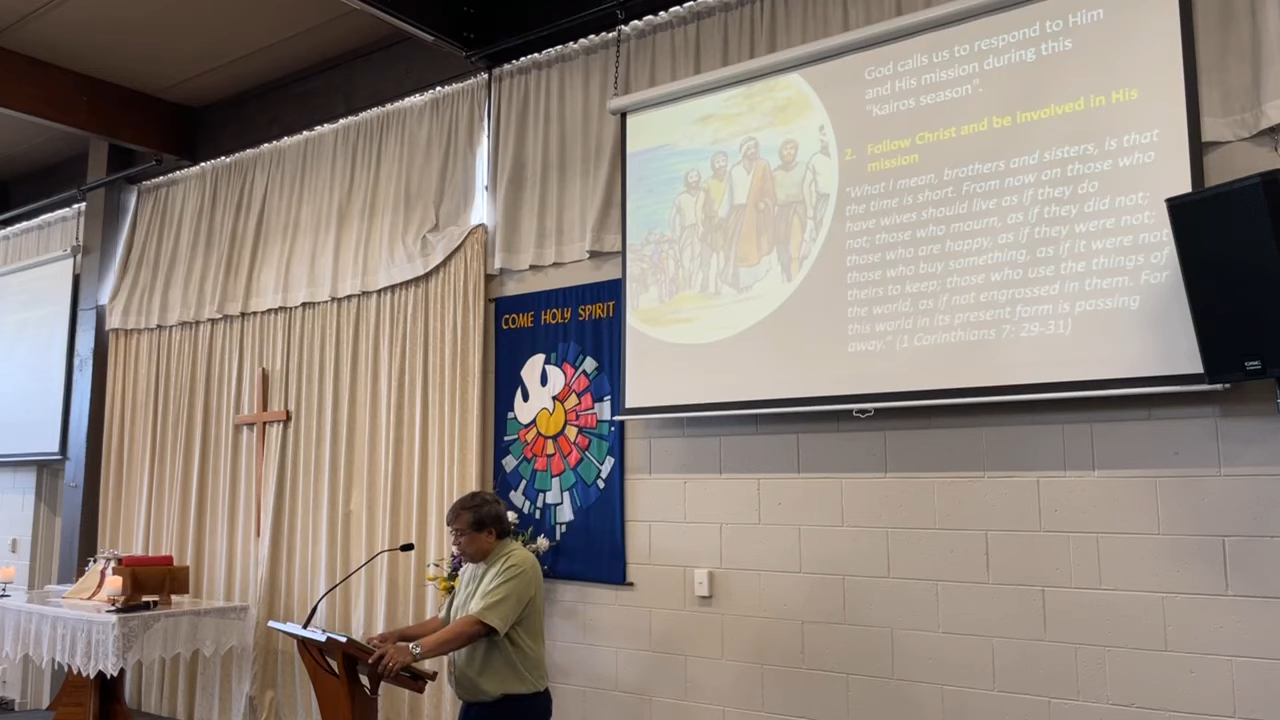 God calls us to respond to Him
and His mission during this
"Kairos season".
2. Follow Christ and be involved in His
mission
"What I mean, brothers and sisters, is that
the time is short. From now on those who
have wives should live as if they do
not; those who mourn, as if they did not;
those who are happy, as if they were not;
those who buy something, as if it were not
theirs to keep; those who use the things of
the world, as if not engrossed in them. For
this world in its present form is passing
away." (1 Corinthians 7: 29-31)
COME HOLY SPIRIT
QSC